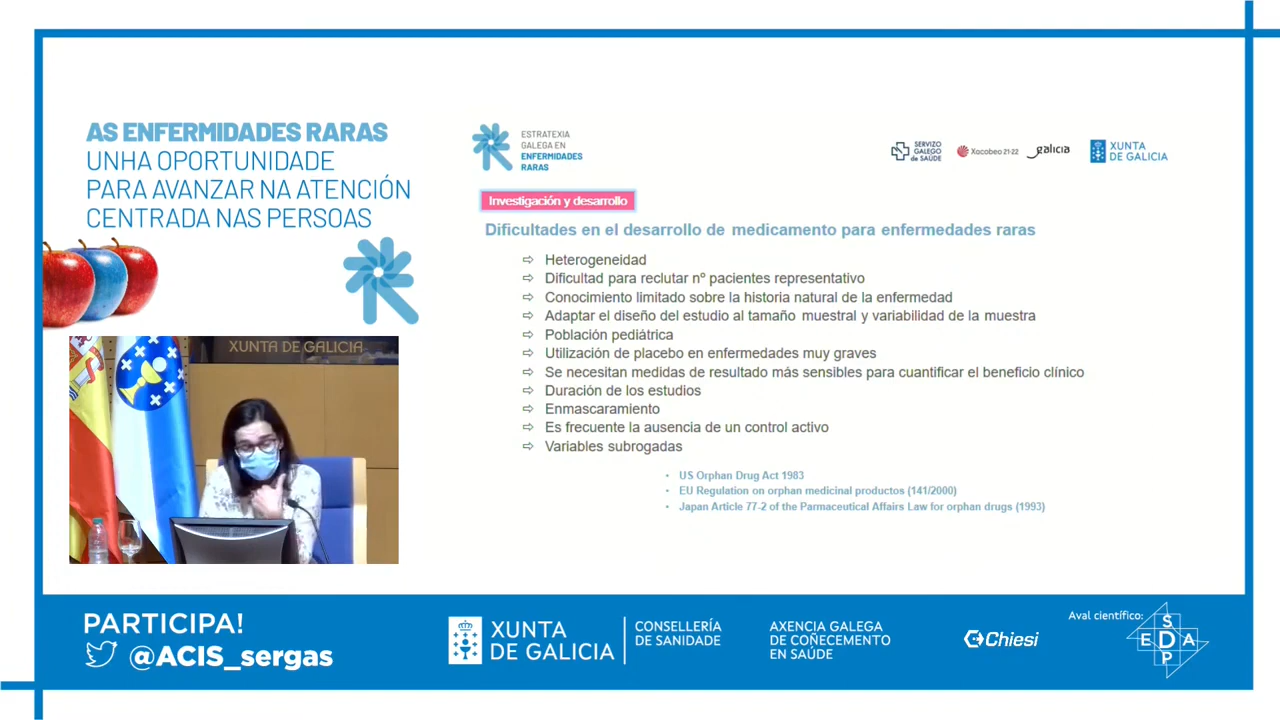 AS ENFERMIDADES RARAS
UNHA OPORTUNIDADE
PARA AVANZAR NA ATENCIÓN
CENTRADA NAS PERSOAS
XUNTA DE GALICIA
ESTRATEXIA
GALEGA EN
ENFERMIDADES
RARAS
SERVIZO
GALEGO
de SAÚDE
Xacobeo 21·22
galicia
XUNTA
DE GALICIA
Investigación y desarrollo
Dificultades en el desarrollo de medicamento para enfermedades raras
⇨ Heterogeneidad
⇨ Dificultad para reclutar nº pacientes representativo
⇨ Conocimiento limitado sobre la historia natural de la enfermedad
⇨ Adaptar el diseño del estudio al tamaño muestral y variabilidad de la muestra
⇨ Población pediátrica
⇨ Utilización de placebo en enfermedades muy graves
⇨ Se necesitan medidas de resultado más sensibles para cuantificar el beneficio clínico
⇨ Duración de los estudios
⇨ Enmascaramiento
⇨ Es frecuente la ausencia de un control activo
⇨ Variables subrogadas
• US Orphan Drug Act 1983
• EU Regulation on orphan medicinal productos (141/2000)
• Japan Article 77-2 of the Parmaceutical Affairs Law for orphan drugs (1993)
PARTICIPA!
@ACIS_sergas
XUNTA
DE GALICIA
CONSELLERÍA
DE SANIDADE
AXENCIA GALEGA
DE COÑECEMENTO
EN SAÚDE
Chiesi
Aval científico:
S
E D A
P